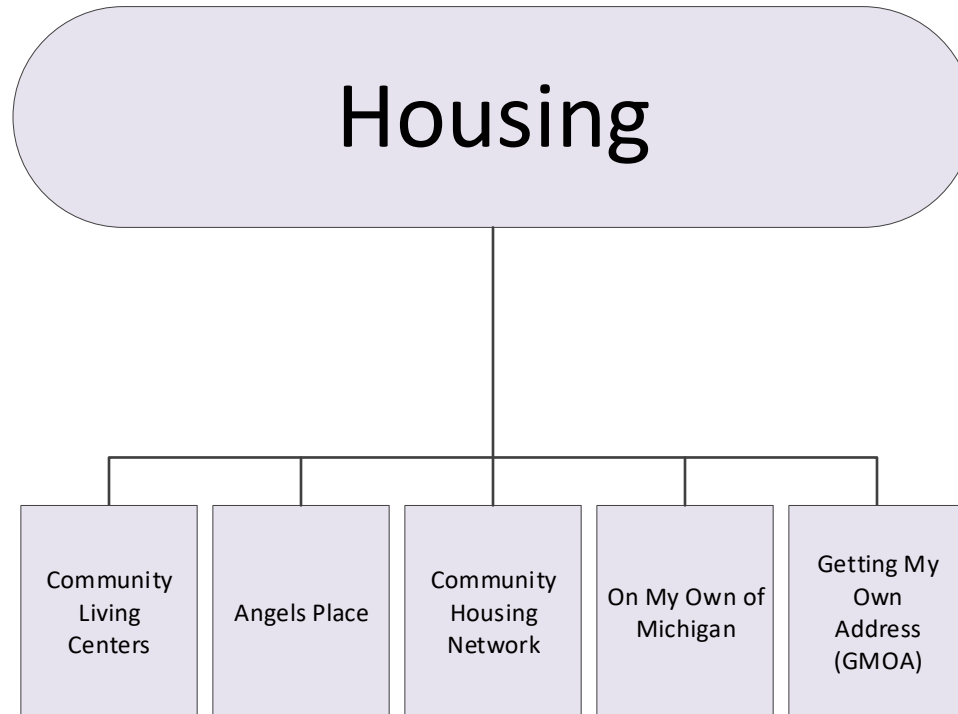 Housing
Community
Living
Centers
Angels Place
Community
Housing
Network
On My Own of
Michigan
Getting My
Own
Address
(GMOA)